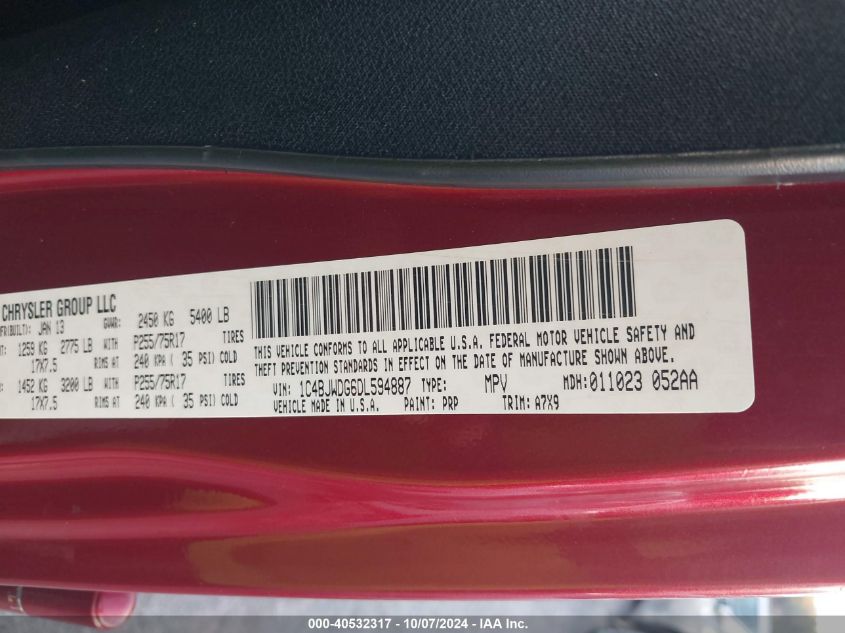 CHRYSLER GROUP LLC
FR(BUILT): JAN 13 GVWR: 2450 KG 5400 LB
1259 KG 2775 LB WITH P255/75R17 TIRES
17X7.5 RIMS AT 240 KPA ( 35 PSI) COLD
1452 KG 3200 LB WITH P255/75R17 TIRES
17X7.5 RIMS AT 240 KPA ( 35 PSI) COLD
THIS VEHICLE CONFORMS TO ALL APPLICABLE U.S.A. FEDERAL MOTOR VEHICLE SAFETY AND
THEFT PREVENTION STANDARDS IN EFFECT ON THE DATE OF MANUFACTURE SHOWN ABOVE.
VIN: 1C4BJWDG6DL594887 TYPE: MPV MDH: 011023 052AA
VEHICLE MADE IN U.S.A. PAINT: PRP TRIM: A7X9
000-40532317 - 10/07/2024 - IAA Inc.